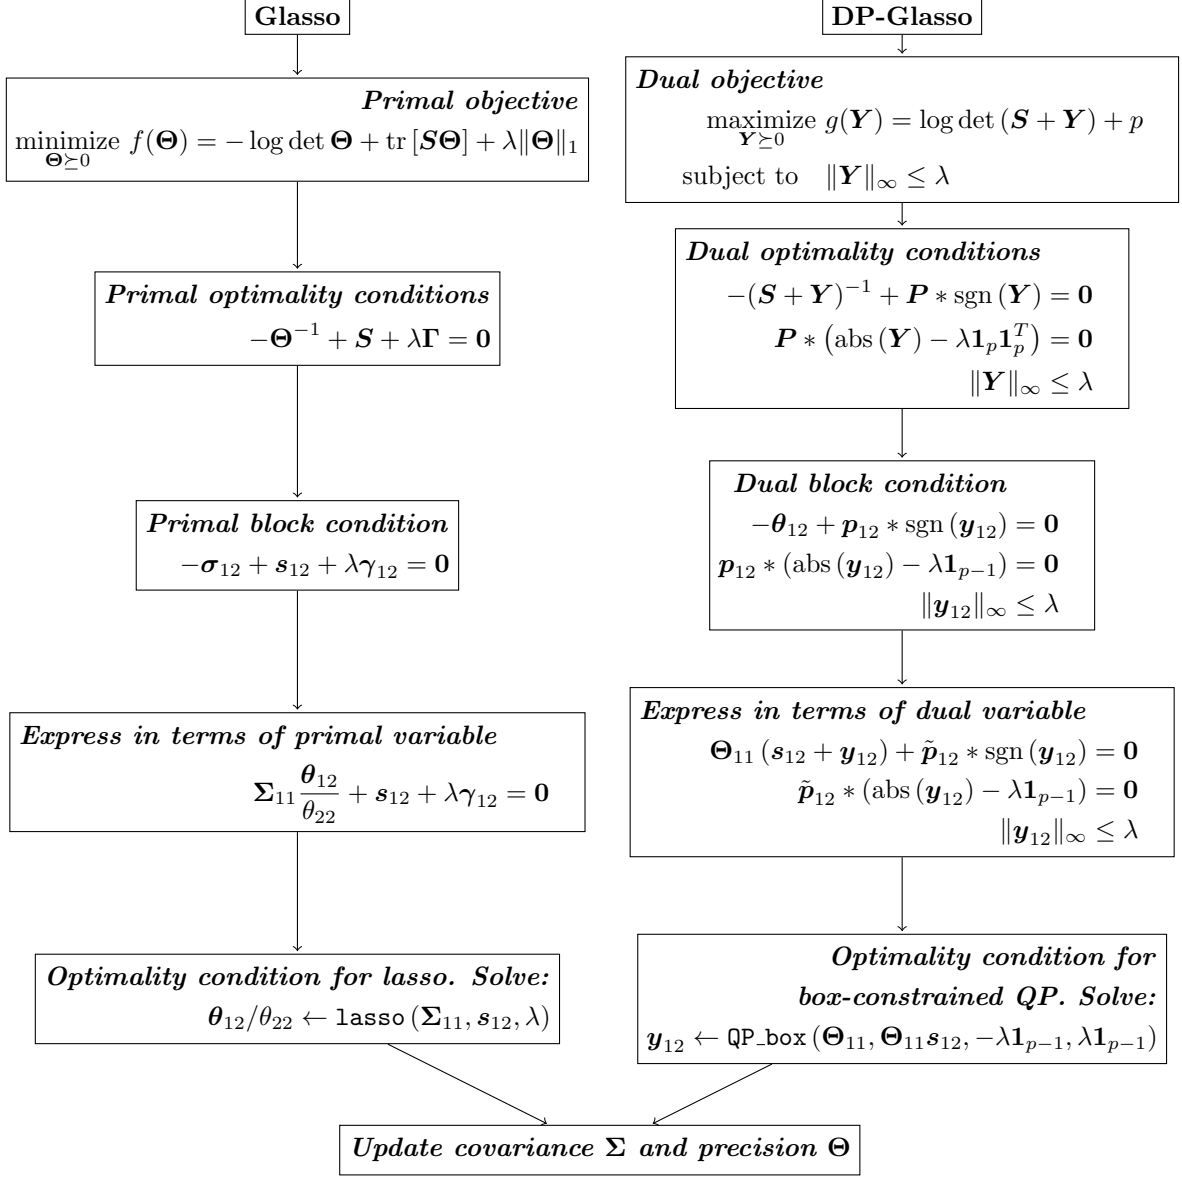 Glasso
Primal objective
minimize f(Θ) = − log det Θ + tr [SΘ] + λ‖Θ‖₁
Θ⪰0
Primal optimality conditions
−Θ⁻¹ + S + λΓ = 0
Primal block condition
−σ₁₂ + s₁₂ + λγ₁₂ = 0
Express in terms of primal variable
Σ₁₁ θ₁₂/θ₂₂ + s₁₂ + λγ₁₂ = 0
Optimality condition for lasso. Solve:
θ₁₂/θ₂₂ ← lasso (Σ₁₁, s₁₂, λ)
DP-Glasso
Dual objective
maximize g(Y) = log det (S + Y) + p
Y⪰0
subject to ‖Y‖∞ ≤ λ
Dual optimality conditions
−(S + Y)⁻¹ + P ∗ sgn (Y) = 0
P ∗ (abs (Y) − λ1ₚ1ₚᵀ) = 0
‖Y‖∞ ≤ λ
Dual block condition
−θ₁₂ + p₁₂ ∗ sgn (y₁₂) = 0
p₁₂ ∗ (abs (y₁₂) − λ1ₚ₋₁) = 0
‖y₁₂‖∞ ≤ λ
Express in terms of dual variable
Θ₁₁ (s₁₂ + y₁₂) + p̃₁₂ ∗ sgn (y₁₂) = 0
p̃₁₂ ∗ (abs (y₁₂) − λ1ₚ₋₁) = 0
‖y₁₂‖∞ ≤ λ
Optimality condition for
box-constrained QP. Solve:
y₁₂ ← QP_box (Θ₁₁, Θ₁₁s₁₂, −λ1ₚ₋₁, λ1ₚ₋₁)
Update covariance Σ and precision Θ